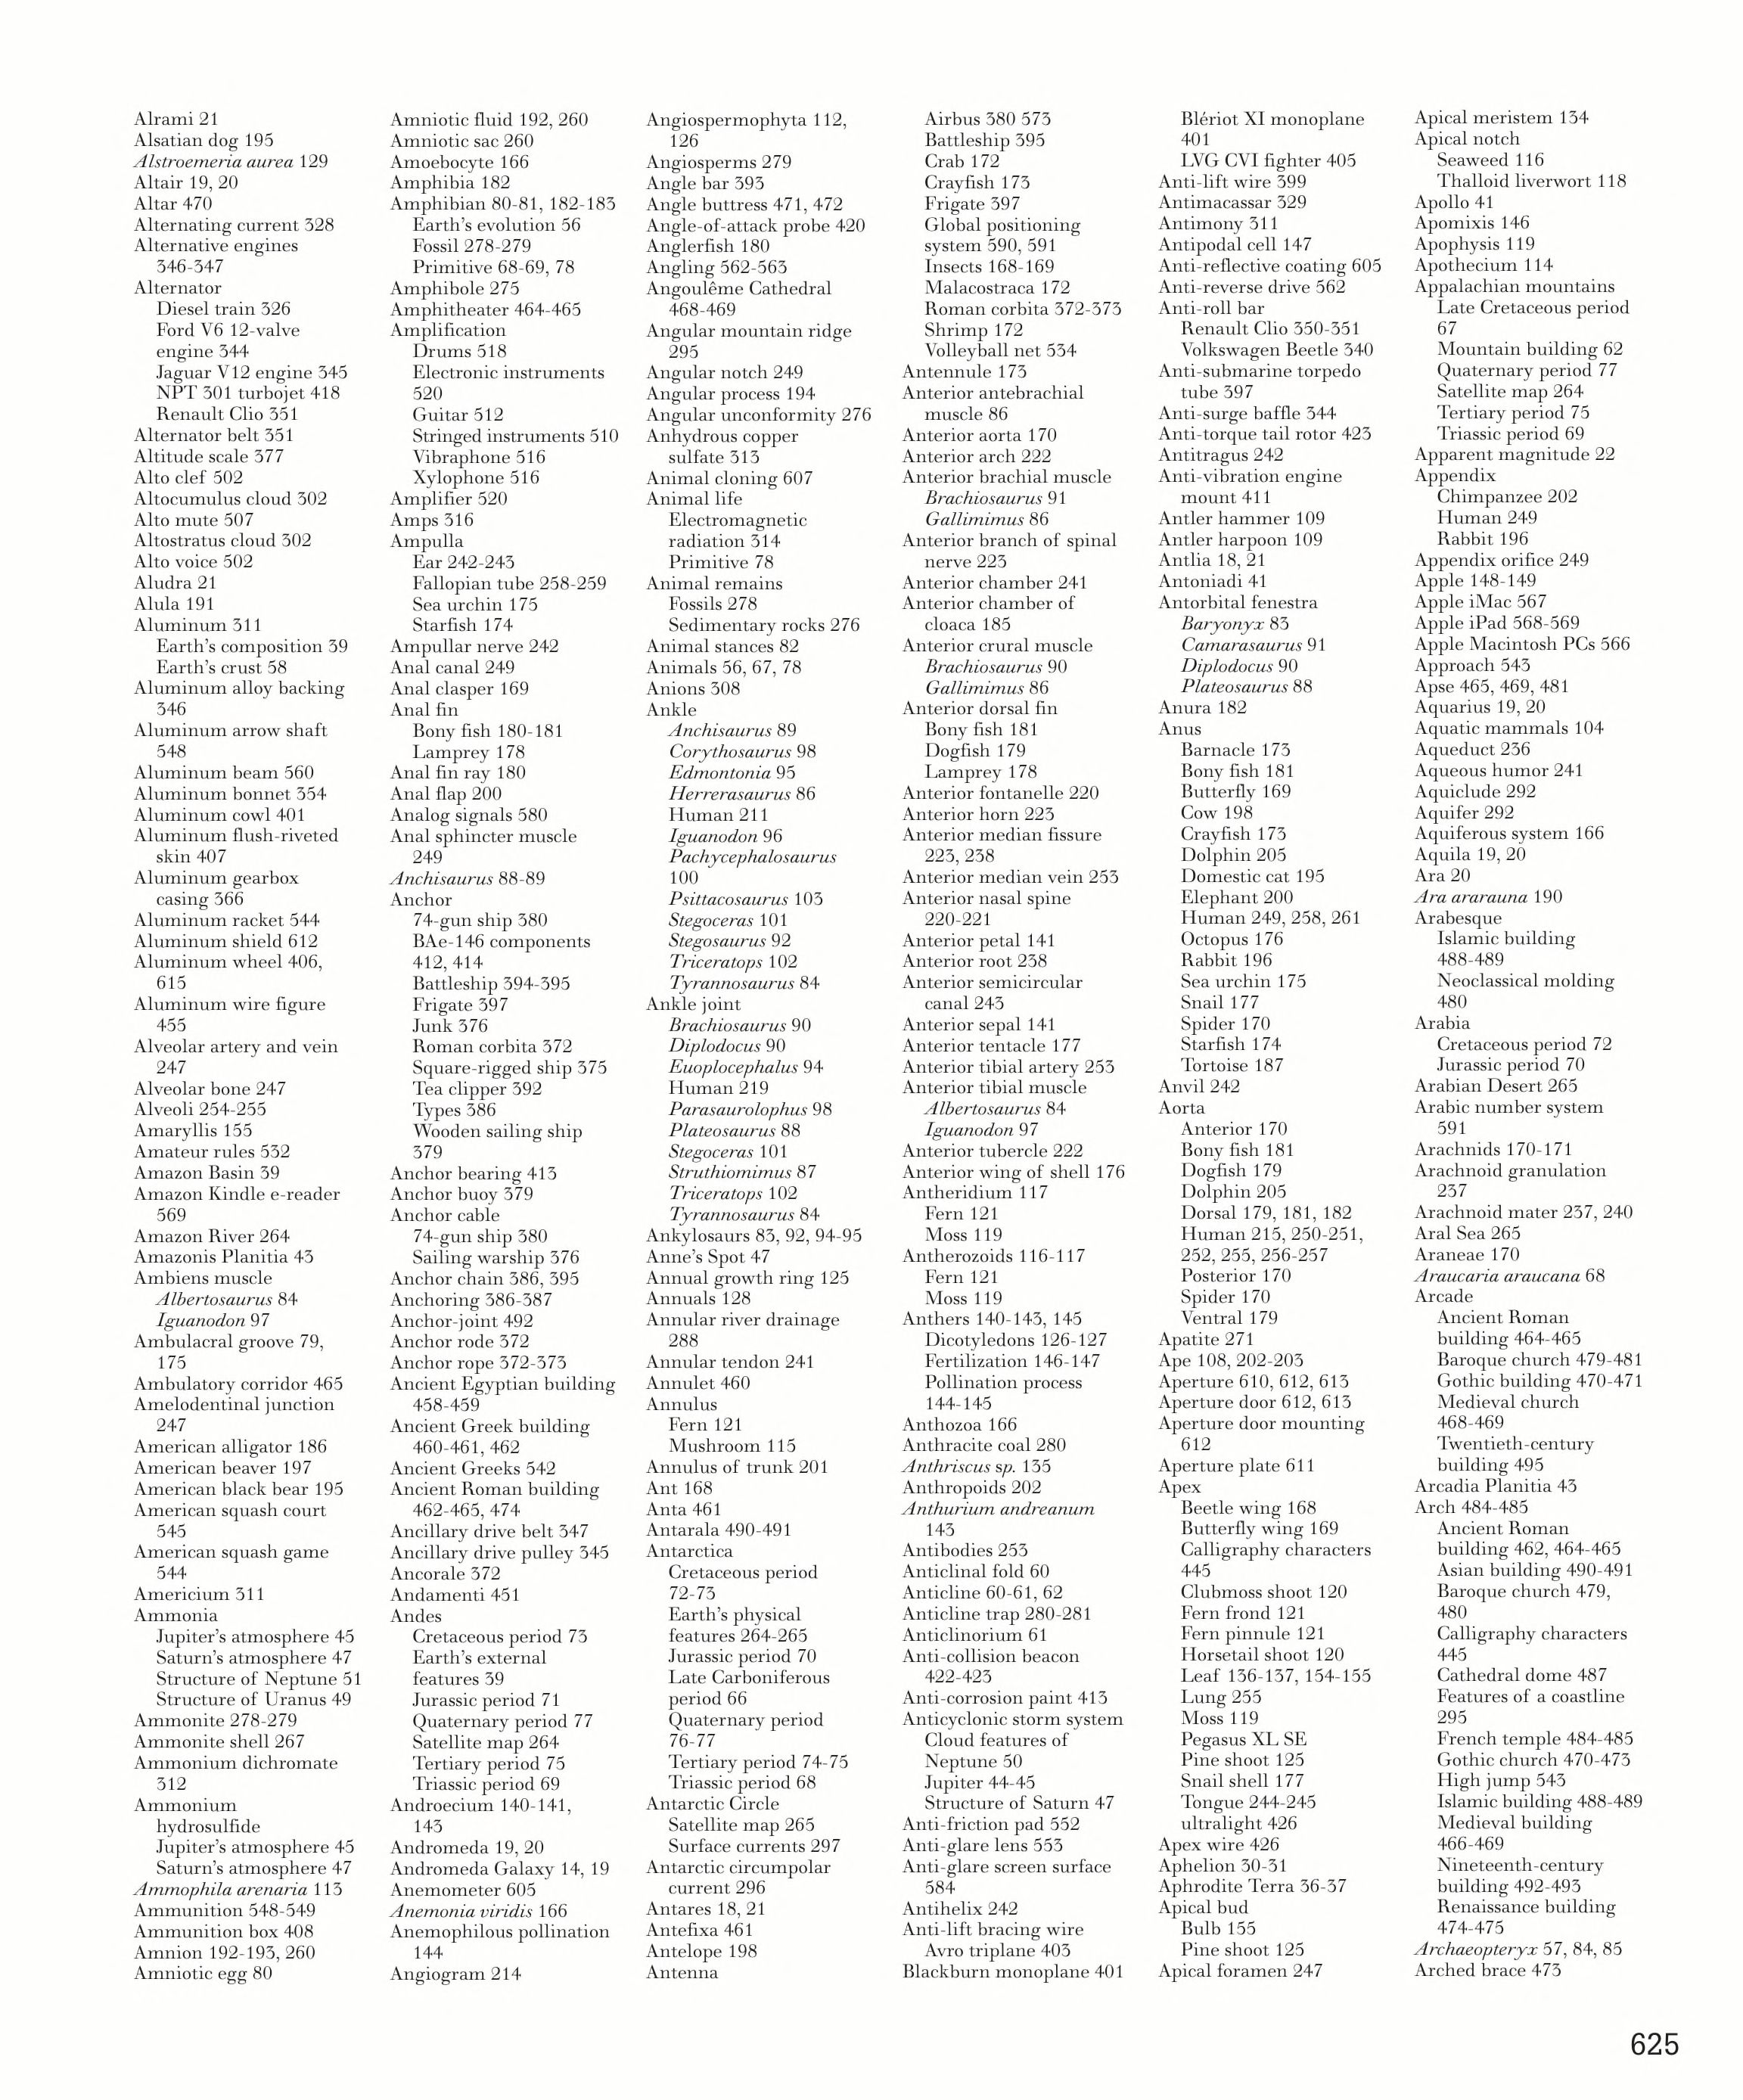 Alrami 21
Alsatian dog 195
Alstroemeria aurea 129
Altair 19, 20
Altar 470
Alternating current 328
Alternative engines
346-347
Alternator
Diesel train 326
Ford V6 12-valve
engine 344
Jaguar V12 engine 345
NPT 301 turbojet 418
Renault Clio 351
Alternator belt 351
Altitude scale 377
Alto clef 502
Altocumulus cloud 302
Alto mute 507
Altostratus cloud 302
Alto voice 502
Aludra 21
Alula 191
Aluminum 311
Earth's composition 39
Earth's crust 58
Aluminum alloy backing
346
Aluminum arrow shaft
548
Aluminum beam 560
Aluminum bonnet 354
Aluminum cowl 401
Aluminum flush-riveted
skin 407
Aluminum gearbox
casing 366
Aluminum racket 544
Aluminum shield 612
Aluminum wheel 406,
615
Aluminum wire figure
455
Alveolar artery and vein
247
Alveolar bone 247
Alveoli 254-255
Amaryllis 155
Amateur rules 532
Amazon Basin 39
Amazon Kindle e-reader
569
Amazon River 264
Amazonis Planitia 43
Ambiens muscle
Albertosaurus 84
Iguanodon 97
Ambulacral groove 79,
175
Ambulatory corridor 465
Amelodentinal junction
247
American alligator 186
American beaver 197
American black bear 195
American squash court
545
American squash game
544
Americium 311
Ammonia
Jupiter's atmosphere 45
Saturn's atmosphere 47
Structure of Neptune 51
Structure of Uranus 49
Ammonite 278-279
Ammonite shell 267
Ammonium dichromate
312
Ammonium
hydrosulfide
Jupiter's atmosphere 45
Saturn's atmosphere 47
Ammophila arenaria 113
Ammunition 548-549
Ammunition box 408
Amnion 192-193, 260
Amniotic egg 80
Amniotic fluid 192, 260
Amniotic sac 260
Amoebocyte 166
Amphibia 182
Amphibian 80-81, 182-183
Earth's evolution 56
Fossil 278-279
Primitive 68-69, 78
Amphibole 275
Amphitheater 464-465
Amplification
Drums 518
Electronic instruments
520
Guitar 512
Stringed instruments 510
Vibraphone 516
Xylophone 516
Amplifier 520
Amps 316
Ampulla
Ear 242-243
Fallopian tube 258-259
Sea urchin 175
Starfish 174
Ampullar nerve 242
Anal canal 249
Anal clasper 169
Anal fin
Bony fish 180-181
Lamprey 178
Anal fin ray 180
Anal flap 200
Analog signals 580
Anal sphincter muscle
249
Anchisaurus 88-89
Anchor
74-gun ship 380
BAe-146 components
412, 414
Battleship 394-395
Frigate 397
Junk 376
Roman corbita 372
Square-rigged ship 375
Tea clipper 392
Types 386
Wooden sailing ship
379
Anchor bearing 413
Anchor buoy 379
Anchor cable
74-gun ship 380
Sailing warship 376
Anchor chain 386, 395
Anchoring 386-387
Anchor-joint 492
Anchor rode 372
Anchor rope 372-373
Ancient Egyptian building
458-459
Ancient Greek building
460-461, 462
Ancient Greeks 542
Ancient Roman building
462-465, 474
Ancillary drive belt 347
Ancillary drive pulley 345
Ancorale 372
Andamenti 451
Andes
Cretaceous period 73
Earth's external
features 39
Jurassic period 71
Quaternary period 77
Satellite map 264
Tertiary period 75
Triassic period 69
Androecium 140-141,
143
Andromeda 19, 20
Andromeda Galaxy 14, 19
Anemometer 605
Anemonia viridis 166
Anemophilous pollination
144
Angiogram 214
Angiospermophyta 112,
126
Angiosperms 279
Angle bar 393
Angle buttress 471, 472
Angle-of-attack probe 420
Anglerfish 180
Angling 562-563
Angoulême Cathedral
468-469
Angular mountain ridge
295
Angular notch 249
Angular process 194
Angular unconformity 276
Anhydrous copper
sulfate 313
Animal cloning 607
Animal life
Electromagnetic
radiation 314
Primitive 78
Animal remains
Fossils 278
Sedimentary rocks 276
Animal stances 82
Animals 56, 67, 78
Anions 308
Ankle
Anchisaurus 89
Corythosaurus 98
Edmontonia 95
Herrerasaurus 86
Human 211
Iguanodon 96
Pachycephalosaurus
100
Psittacosaurus 103
Stegoceras 101
Stegosaurus 92
Triceratops 102
Tyrannosaurus 84
Ankle joint
Brachiosaurus 90
Diplodocus 90
Euoplocephalus 94
Human 219
Parasaurolophus 98
Plateosaurus 88
Stegoceras 101
Struthiomimus 87
Triceratops 102
Tyrannosaurus 84
Ankylosaurs 83, 92, 94-95
Anne's Spot 47
Annual growth ring 125
Annuals 128
Annular river drainage
288
Annular tendon 241
Annulet 460
Annulus
Fern 121
Mushroom 115
Annulus of trunk 201
Ant 168
Anta 461
Antarala 490-491
Antarctica
Cretaceous period
72-73
Earth's physical
features 264-265
Jurassic period 70
Late Carboniferous
period 66
Quaternary period
76-77
Tertiary period 74-75
Triassic period 68
Antarctic Circle
Satellite map 265
Surface currents 297
Antarctic circumpolar
current 296
Antares 18, 21
Antefixa 461
Antelope 198
Antenna
Airbus 380 573
Battleship 395
Crab 172
Crayfish 173
Frigate 397
Global positioning
system 590, 591
Insects 168-169
Malacostraca 172
Roman corbita 372-373
Shrimp 172
Volleyball net 534
Antennule 173
Anterior antebrachial
muscle 86
Anterior aorta 170
Anterior arch 222
Anterior brachial muscle
Brachiosaurus 91
Gallimimus 86
Anterior branch of spinal
nerve 223
Anterior chamber 241
Anterior chamber of
cloaca 185
Anterior crural muscle
Brachiosaurus 90
Gallimimus 86
Anterior dorsal fin
Bony fish 181
Dogfish 179
Lamprey 178
Anterior fontanelle 220
Anterior horn 223
Anterior median fissure
223, 238
Anterior median vein 253
Anterior nasal spine
220-221
Anterior petal 141
Anterior root 238
Anterior semicircular
canal 243
Anterior sepal 141
Anterior tentacle 177
Anterior tibial artery 253
Anterior tibial muscle
Albertosaurus 84
Iguanodon 97
Anterior tubercle 222
Anterior wing of shell 176
Antheridium 117
Fern 121
Moss 119
Antherozoids 116-117
Fern 121
Moss 119
Anthers 140-143, 145
Dicotyledons 126-127
Fertilization 146-147
Pollination process
144-145
Anthozoa 166
Anthracite coal 280
Anthriscus sp. 135
Anthropoids 202
Anthurium andreanum
143
Antibodies 253
Anticlinal fold 60
Anticline 60-61, 62
Anticline trap 280-281
Anticlinorium 61
Anti-collision beacon
422-423
Anti-corrosion paint 413
Anticyclonic storm system
Cloud features of
Neptune 50
Jupiter 44-45
Structure of Saturn 47
Anti-friction pad 552
Anti-glare lens 553
Anti-glare screen surface
584
Antihelix 242
Anti-lift bracing wire
Avro triplane 403
Blackburn monoplane 401
Blériot XI monoplane
401
LVG CVI fighter 405
Anti-lift wire 399
Antimacassar 329
Antimony 311
Antipodal cell 147
Anti-reflective coating 605
Anti-reverse drive 562
Anti-roll bar
Renault Clio 350-351
Volkswagen Beetle 340
Anti-submarine torpedo
tube 397
Anti-surge baffle 344
Anti-torque tail rotor 423
Antitragus 242
Anti-vibration engine
mount 411
Antler hammer 109
Antler harpoon 109
Antlia 18, 21
Antoniadi 41
Antorbital fenestra
Baryonyx 83
Camarasaurus 91
Diplodocus 90
Plateosaurus 88
Anura 182
Anus
Barnacle 173
Bony fish 181
Butterfly 169
Cow 198
Crayfish 173
Dolphin 205
Domestic cat 195
Elephant 200
Human 249, 258, 261
Octopus 176
Rabbit 196
Sea urchin 175
Snail 177
Spider 170
Starfish 174
Tortoise 187
Anvil 242
Aorta
Anterior 170
Bony fish 181
Dogfish 179
Dolphin 205
Dorsal 179, 181, 182
Human 215, 250-251,
252, 255, 256-257
Posterior 170
Spider 170
Ventral 179
Apatite 271
Ape 108, 202-203
Aperture 610, 612, 613
Aperture door 612, 613
Aperture door mounting
612
Aperture plate 611
Apex
Beetle wing 168
Butterfly wing 169
Calligraphy characters
445
Clubmoss shoot 120
Fern frond 121
Fern pinnule 121
Horsetail shoot 120
Leaf 136-137, 154-155
Lung 255
Moss 119
Pegasus XL SE
Pine shoot 125
Snail shell 177
Tongue 244-245
ultralight 426
Apex wire 426
Aphelion 30-31
Aphrodite Terra 36-37
Apical bud
Bulb 155
Pine shoot 125
Apical foramen 247
Apical meristem 134
Apical notch
Seaweed 116
Thalloid liverwort 118
Apollo 41
Apomixis 146
Apophysis 119
Apothecium 114
Appalachian mountains
Late Cretaceous period
67
Mountain building 62
Quaternary period 77
Satellite map 264
Tertiary period 75
Triassic period 69
Apparent magnitude 22
Appendix
Chimpanzee 202
Human 249
Rabbit 196
Appendix orifice 249
Apple 148-149
Apple iMac 567
Apple iPad 568-569
Apple Macintosh PCs 566
Approach 543
Apse 465, 469, 481
Aquarius 19, 20
Aquatic mammals 104
Aqueduct 236
Aqueous humor 241
Aquiclude 292
Aquifer 292
Aquiferous system 166
Aquila 19, 20
Ara 20
Ara ararauna 190
Arabesque
Islamic building
488-489
Neoclassical molding
480
Arabia
Cretaceous period 72
Jurassic period 70
Arabian Desert 265
Arabic number system
591
Arachnids 170-171
Arachnoid granulation
237
Arachnoid mater 237, 240
Aral Sea 265
Araneae 170
Araucaria araucana 68
Arcade
Ancient Roman
building 464-465
Baroque church 479-481
Gothic building 470-471
Medieval church
468-469
Twentieth-century
building 495
Arcadia Planitia 43
Arch 484-485
Ancient Roman
building 462, 464-465
Asian building 490-491
Baroque church 479,
480
Calligraphy characters
445
Cathedral dome 487
Features of a coastline
295
French temple 484-485
Gothic church 470-473
High jump 543
Islamic building 488-489
Medieval building
466-469
Nineteenth-century
building 492-493
Renaissance building
474-475
Archaeopteryx 57, 84, 85
Arched brace 473
625